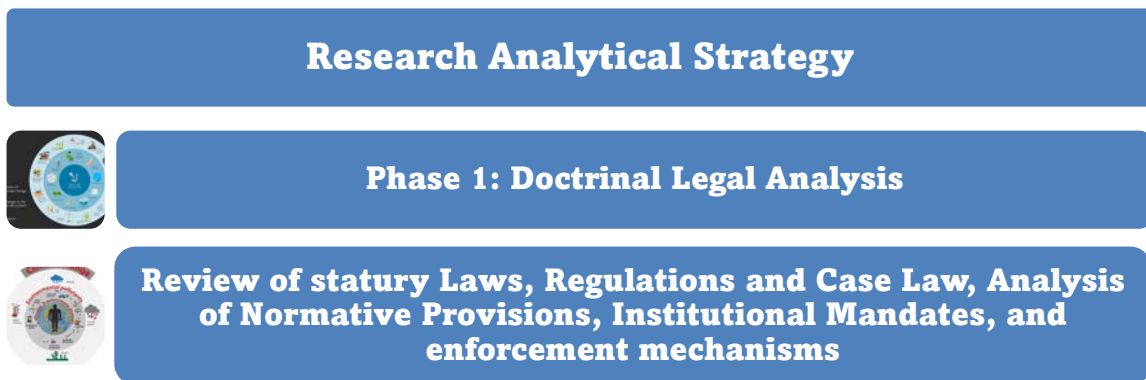 Research Analytical Strategy
Phase 1: Doctrinal Legal Analysis
Review of statury Laws, Regulations and Case Law, Analysis
of Normative Provisions, Institutional Mandates, and
enforcement mechanisms